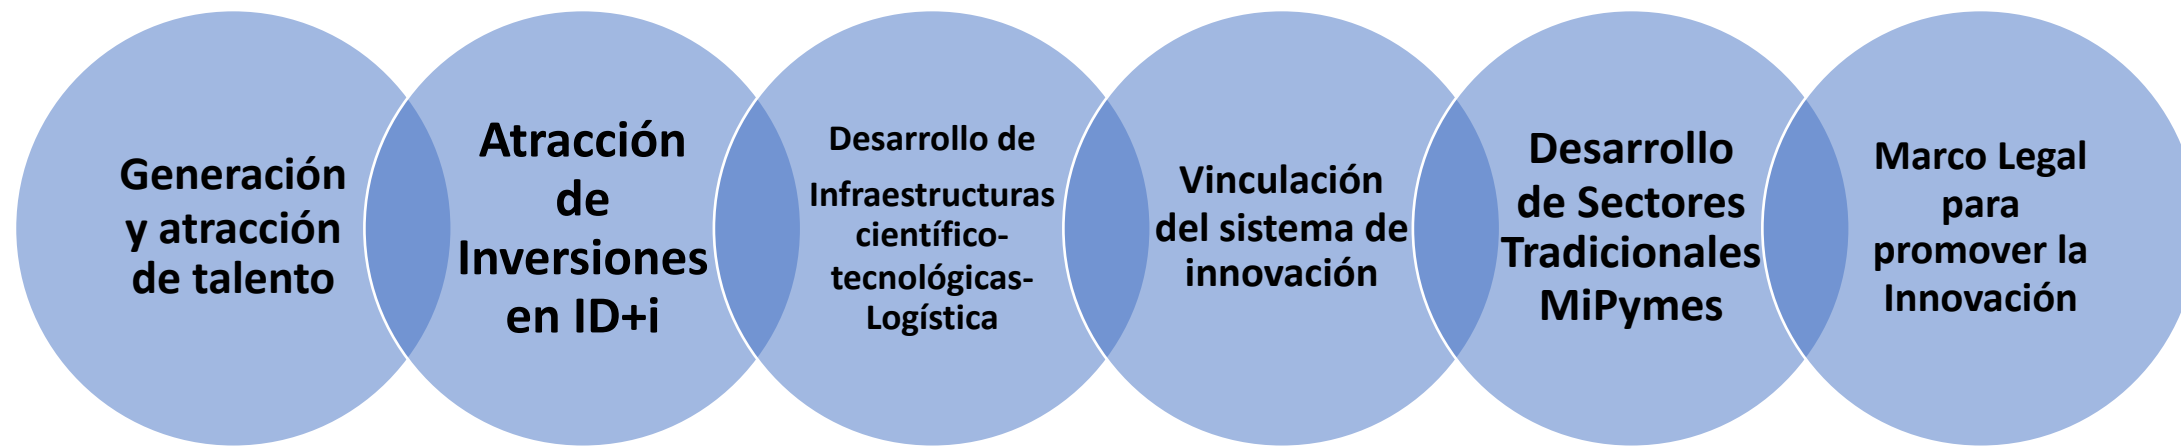 Generación
y atracción
de talento
Atracción
de
Inversiones
en ID+i
Desarrollo de
Infraestructuras
científico-
tecnológicas-
Logística
Vinculación
del sistema de
innovación
Desarrollo
de Sectores
Tradicionales
MiPymes
Marco Legal
para
promover la
Innovación